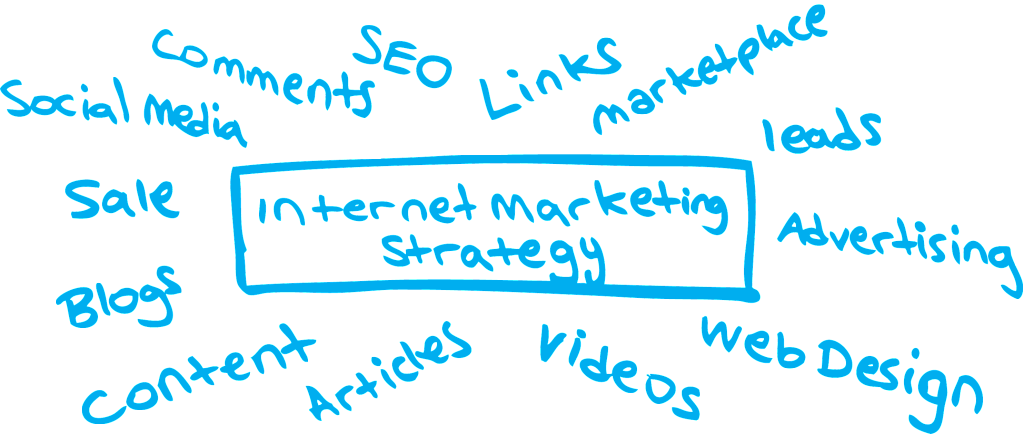 SEO
Links
marketplace
Comments
Social Media
leads
Sale
Internet Marketing
Strategy
Advertising
Blogs
Content
Articles
Videos
Web Design